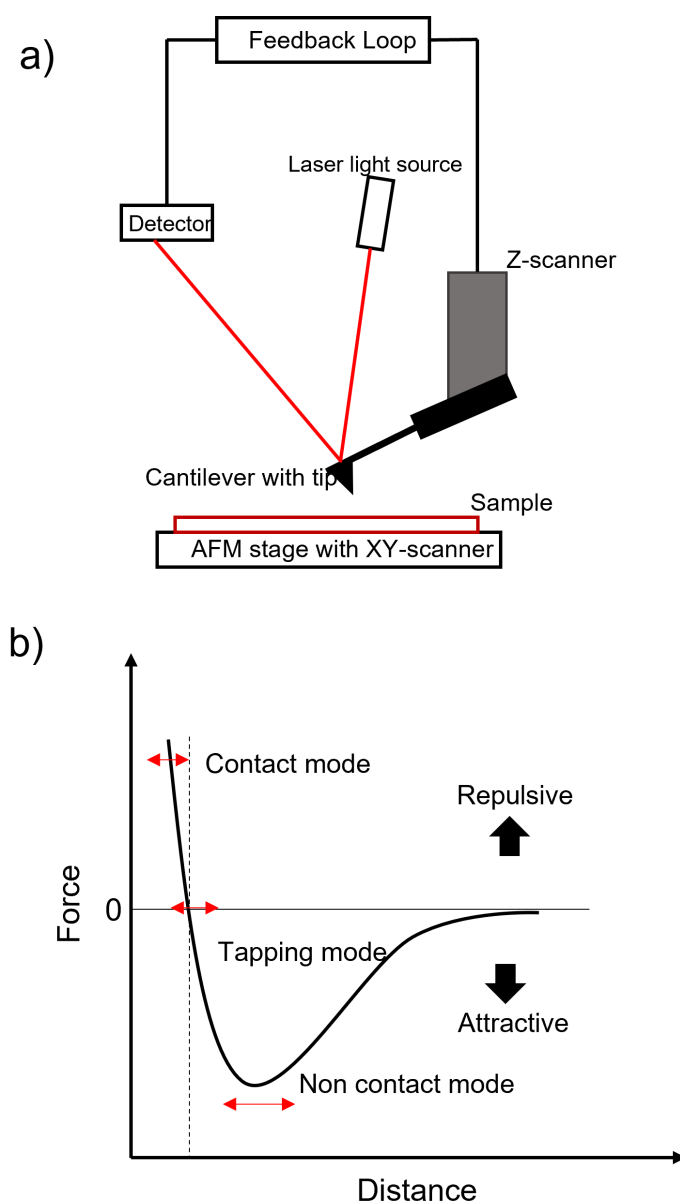 a)
Feedback Loop
Laser light source
Detector
Z-scanner
Cantilever with tip
Sample
AFM stage with XY-scanner
b)
Contact mode
Repulsive
0
Force
Tapping mode
Attractive
Non contact mode
Distance